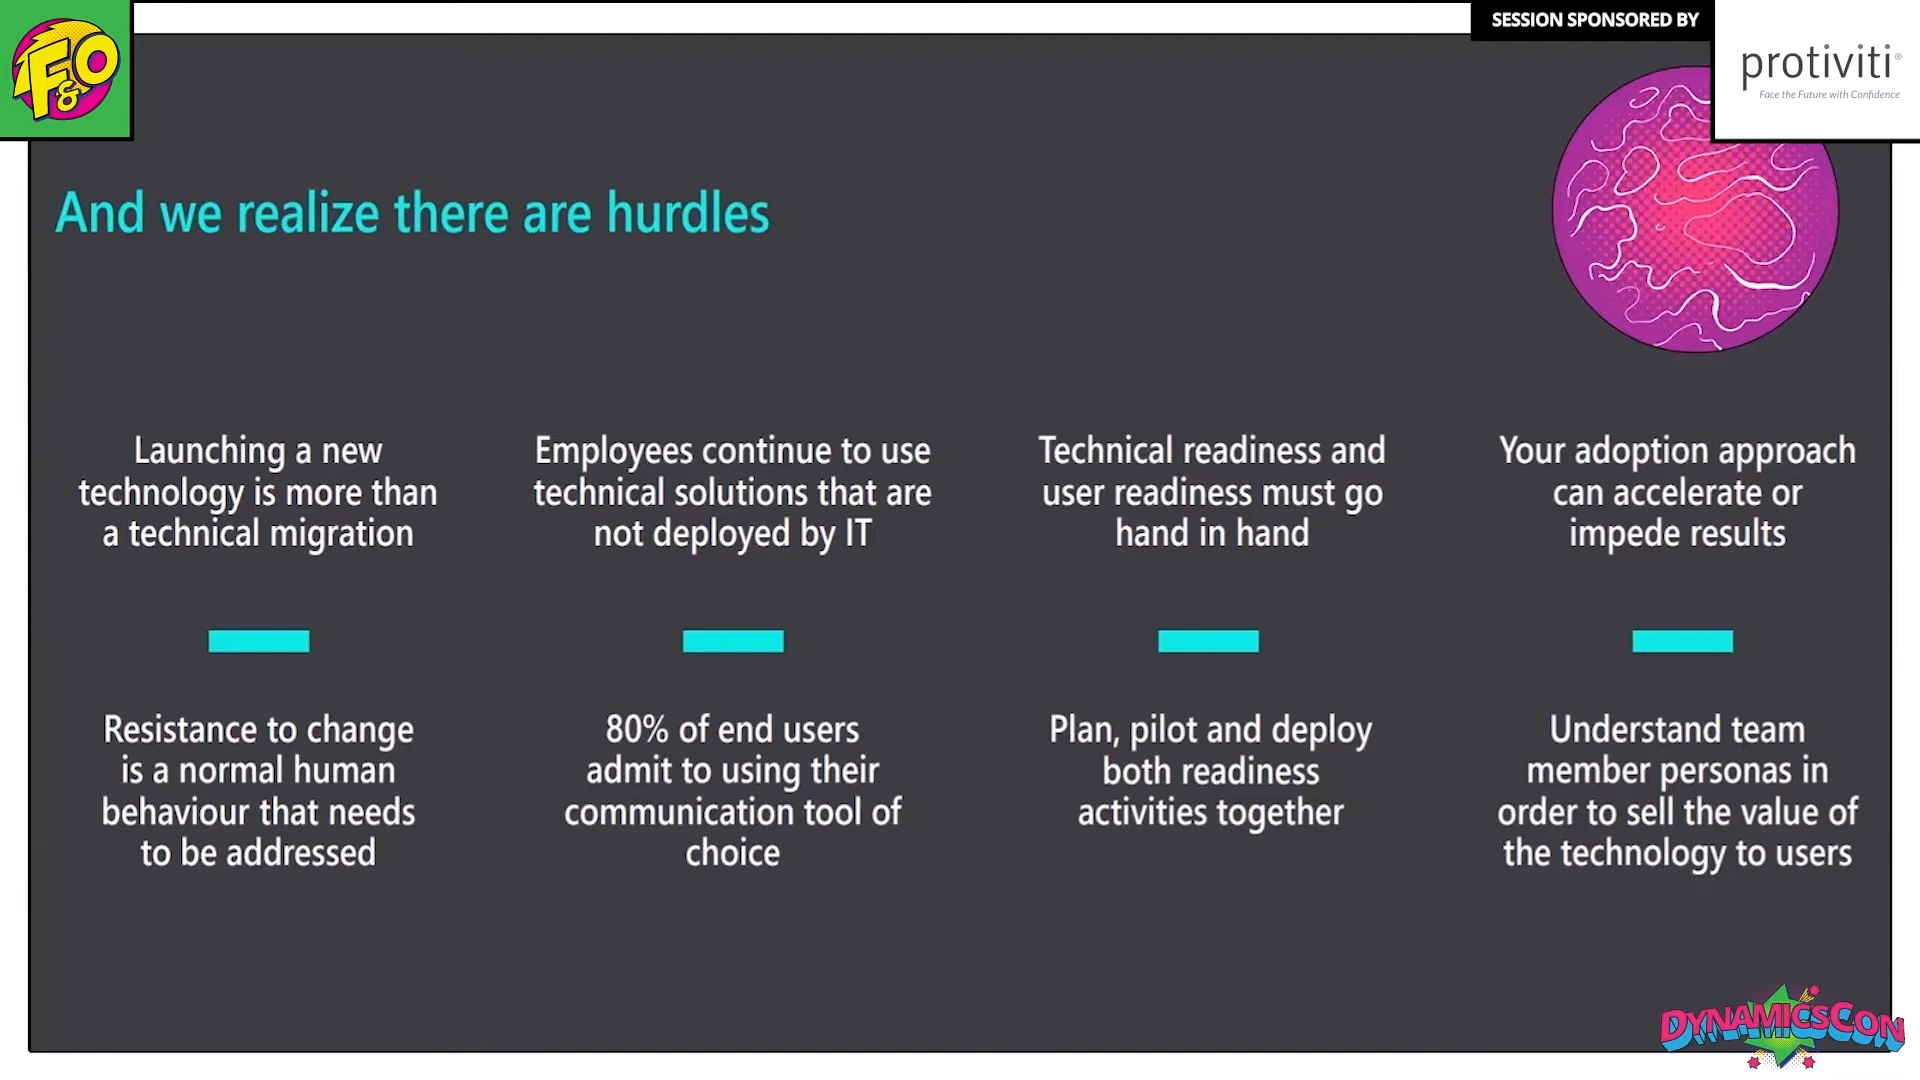 F&O
SESSION SPONSORED BY
protiviti®
Face the Future with Confidence
And we realize there are hurdles
Launching a new
technology is more than
a technical migration
Resistance to change
is a normal human
behaviour that needs
to be addressed
Employees continue to use
technical solutions that are
not deployed by IT
80% of end users
admit to using their
communication tool of
choice
Technical readiness and
user readiness must go
hand in hand
Plan, pilot and deploy
both readiness
activities together
Your adoption approach
can accelerate or
impede results
Understand team
member personas in
order to sell the value of
the technology to users
DYNAMICSCON